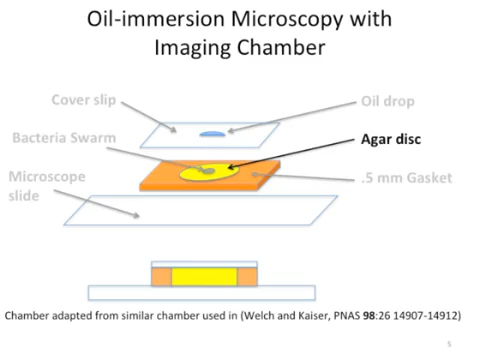 Oil-immersion Microscopy with
Imaging Chamber
Cover slip
Oil drop
Bacteria Swarm
Agar disc
Microscope
slide
.5 mm Gasket
Chamber adapted from similar chamber used in (Welch and Kaiser, PNAS 98:26 14907-14912)
5